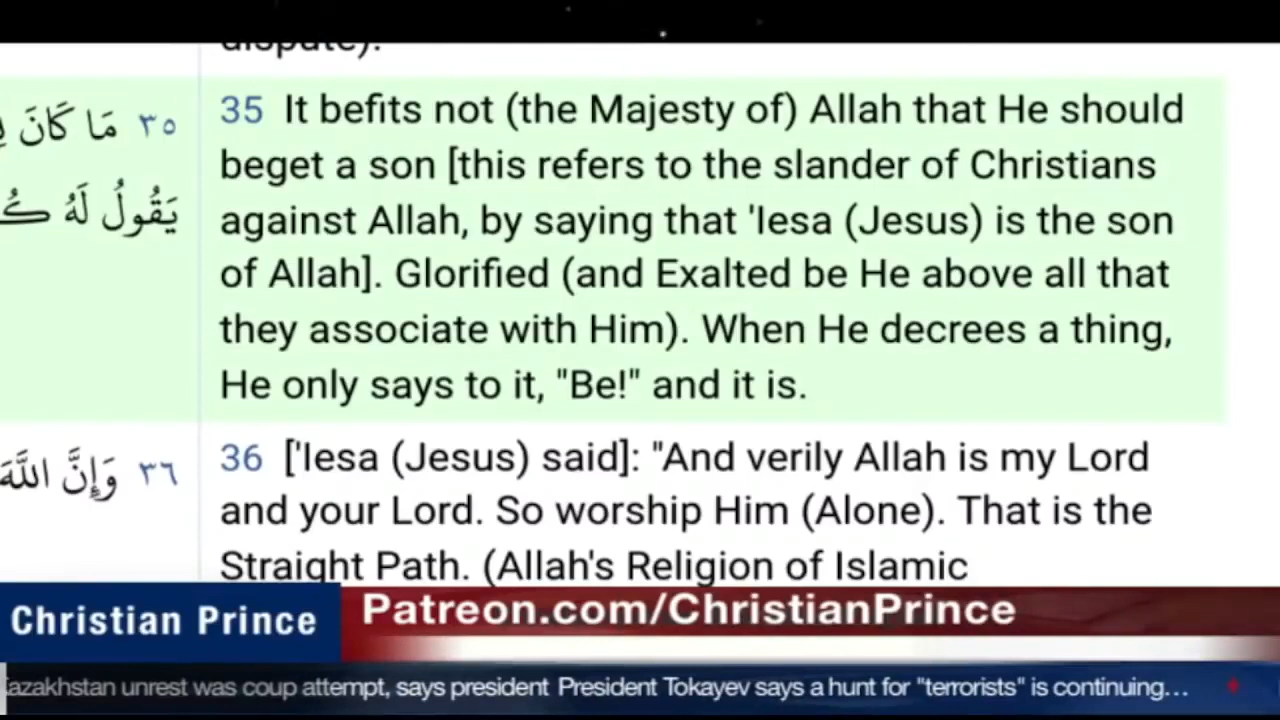 dispute).
٣٥ مَا كَانَ
35 It befits not (the Majesty of) Allah that He should
beget a son [this refers to the slander of Christians
يَقُولُ لَهُ
against Allah, by saying that 'Iesa (Jesus) is the son
of Allah]. Glorified (and Exalted be He above all that
they associate with Him). When He decrees a thing,
He only says to it, "Be!" and it is.
٣٦ وَإِنَّ اللَّهَ
36 ['Iesa (Jesus) said]: "And verily Allah is my Lord
and your Lord. So worship Him (Alone). That is the
Straight Path. (Allah's Religion of Islamic
Christian Prince
Patreon.com/ChristianPrince
Kazakhstan unrest was coup attempt, says president President Tokayev says a hunt for "terrorists" is continuing...